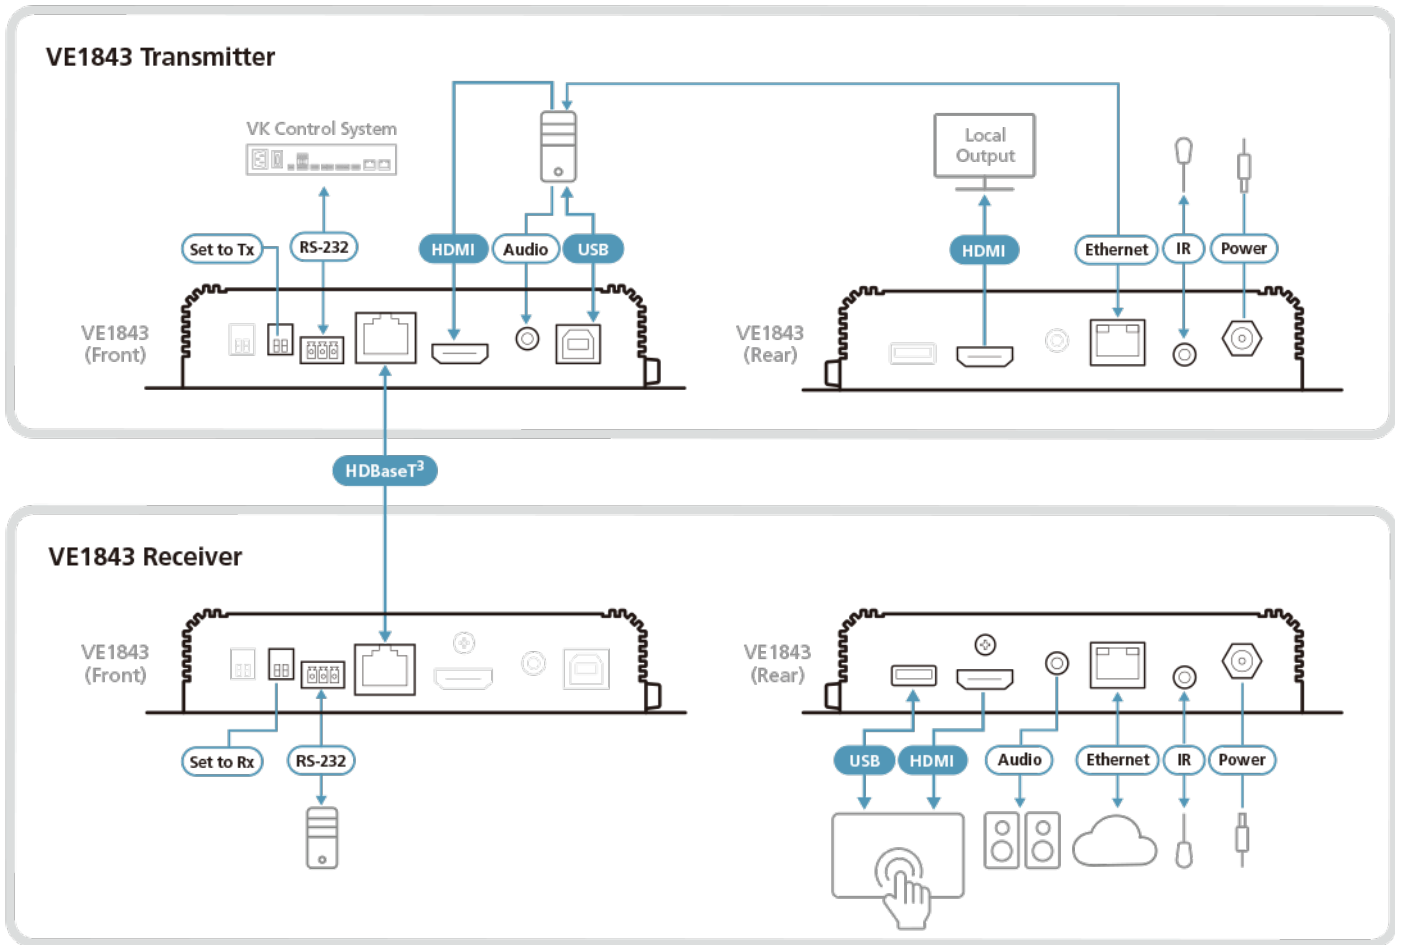 VE1843 Transmitter
VK Control System
Local
Output
Set to Tx
RS-232
HDMI
Audio
USB
HDMI
Ethernet
IR
Power
VE1843
(Front)
VE1843
(Rear)
HDBaseT³
VE1843 Receiver
VE1843
(Front)
VE1843
(Rear)
Set to Rx
RS-232
USB
HDMI
Audio
Ethernet
IR
Power